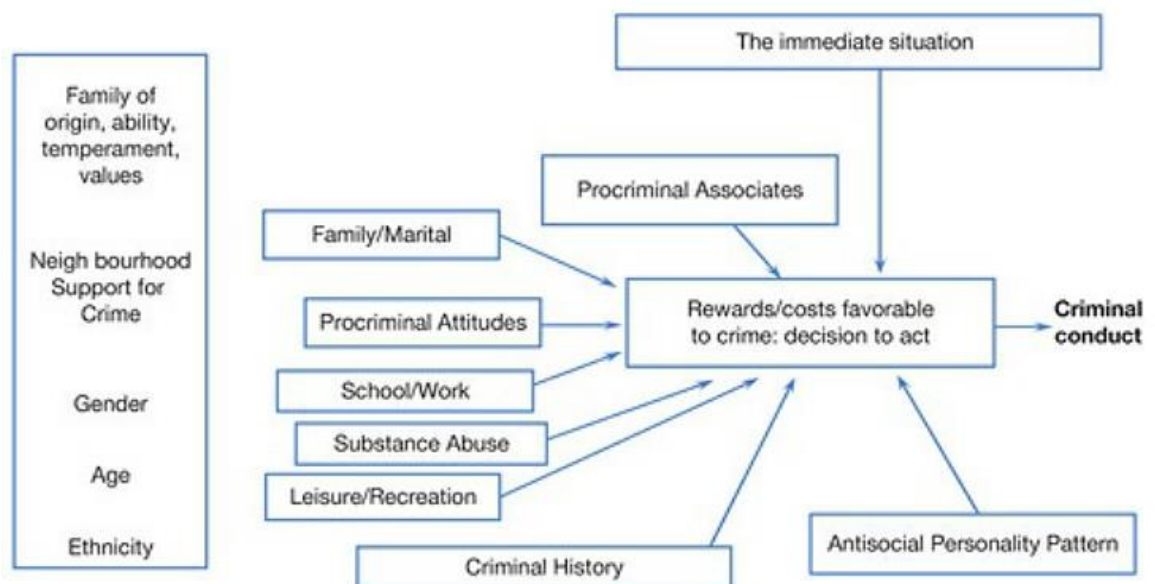 Family of
origin, ability,
temperament,
values
Neigh bourhood
Support for
Crime
Gender
Age
Ethnicity
The immediate situation
Procriminal Associates
Family/Marital
Procriminal Attitudes
School/Work
Substance Abuse
Leisure/Recreation
Criminal History
Antisocial Personality Pattern
Rewards/costs favorable
to crime: decision to act
Criminal
conduct